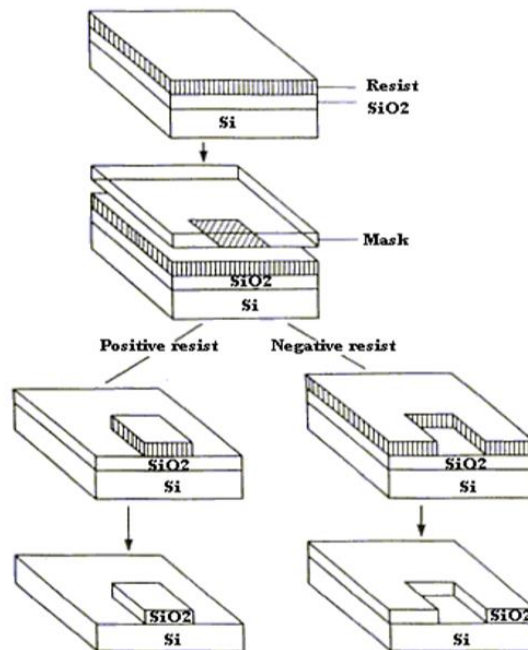 Resist
SiO2
Si
Mask
SiO2
Si
Positive resist
Negative resist
SiO2
Si
SiO2
Si
SiO2
Si
SiO2
Si